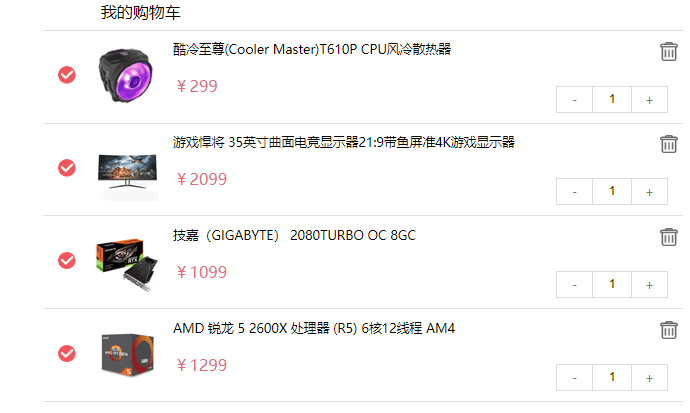 我的购物车
酷冷至尊(Cooler Master)T610P CPU风冷散热器
￥299
- 1 +
游戏悍将 35英寸曲面电竞显示器21:9带鱼屏准4K游戏显示器
￥2099
- 1 +
技嘉（GIGABYTE） 2080TURBO OC 8GC
￥1099
- 1 +
AMD 锐龙 5 2600X 处理器 (R5) 6核12线程 AM4
￥1299
- 1 +